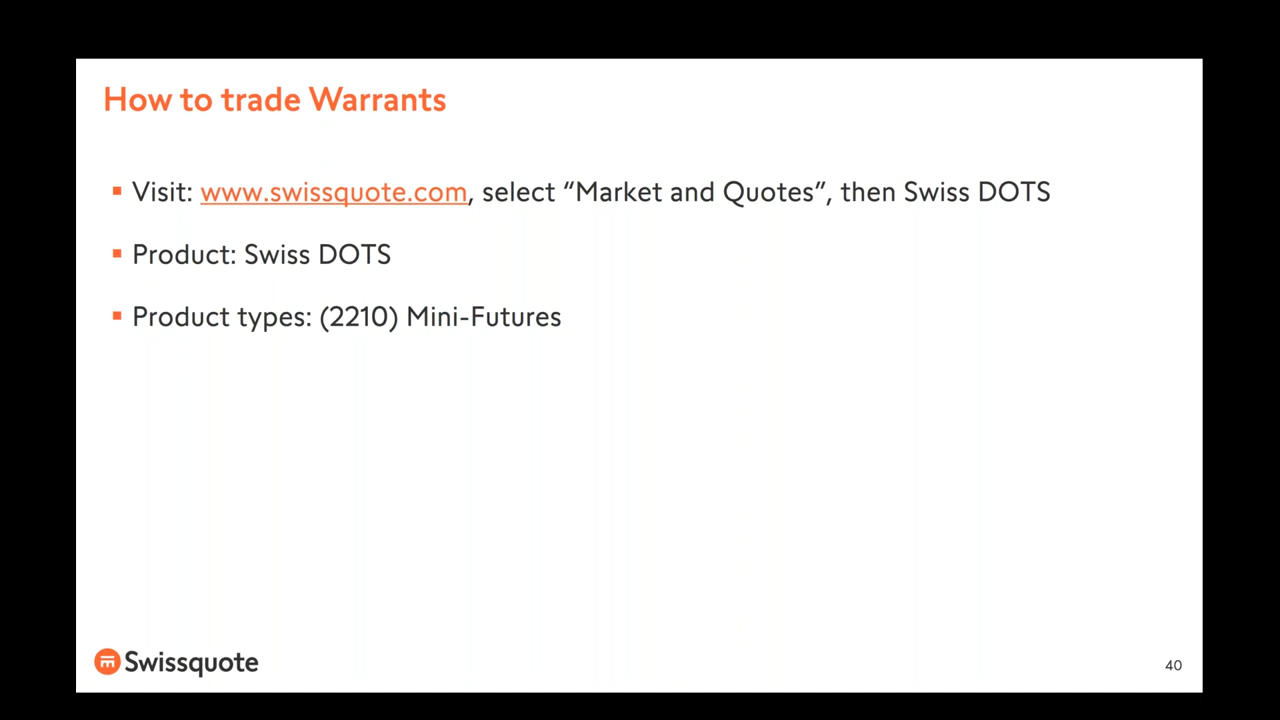 How to trade Warrants
▪ Visit: www.swissquote.com, select “Market and Quotes”, then Swiss DOTS
▪ Product: Swiss DOTS
▪ Product types: (2210) Mini-Futures
Swissquote
40